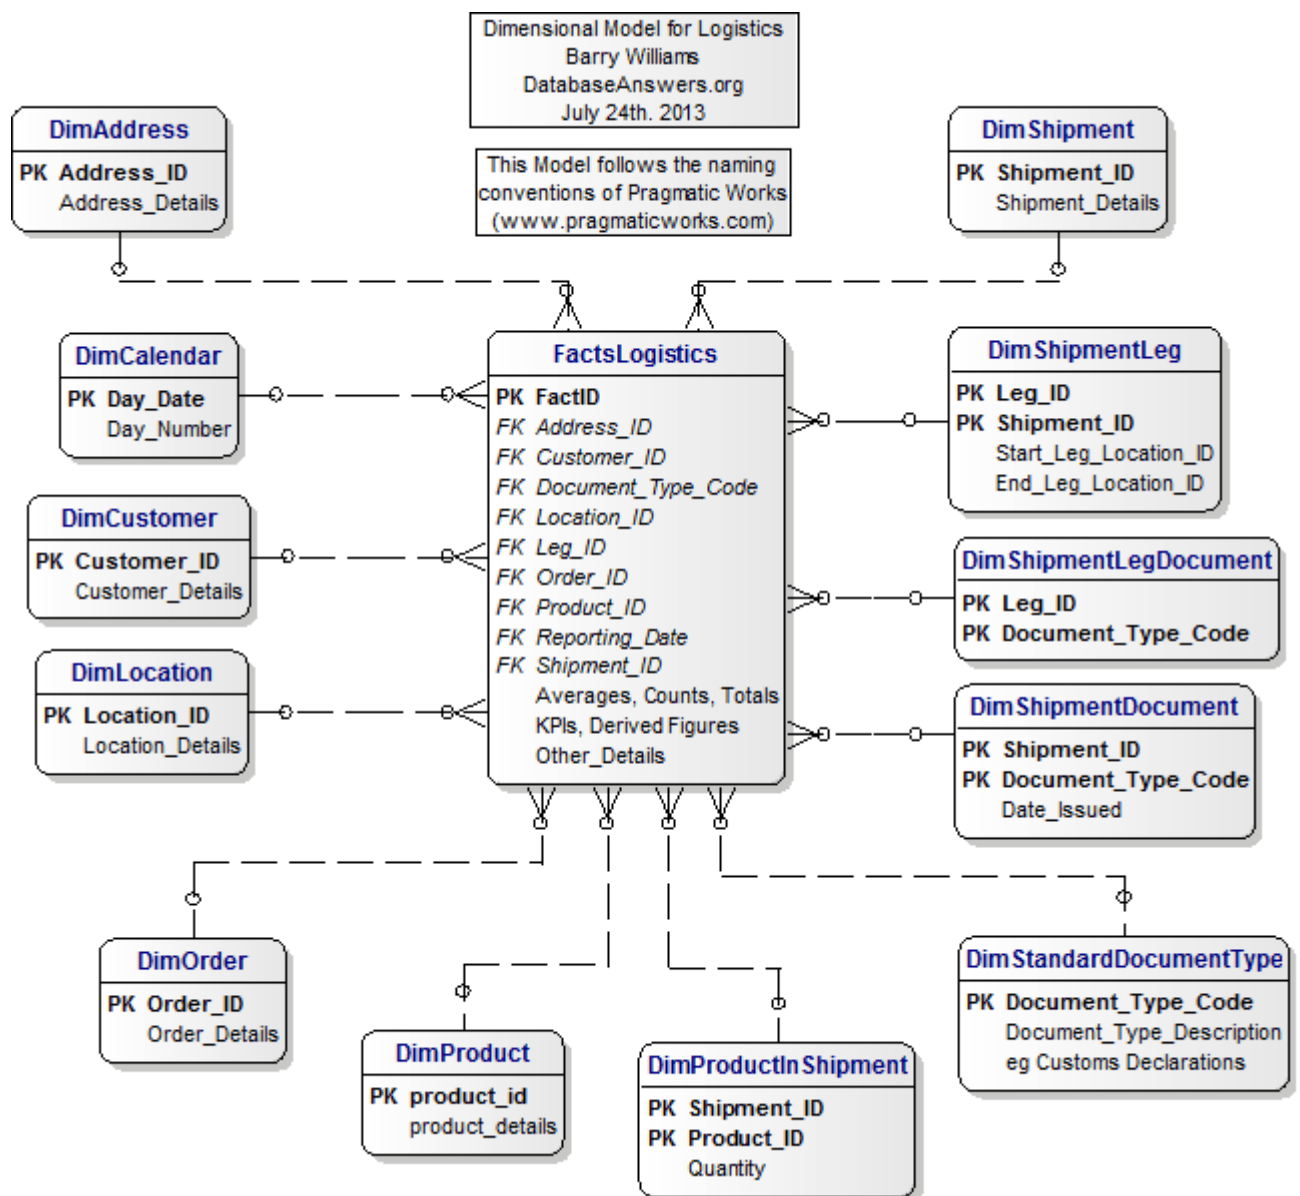 Dimensional Model for Logistics
Barry Williams
DatabaseAnswers.org
July 24th. 2013
This Model follows the naming
conventions of Pragmatic Works
(www.pragmaticworks.com)
DimAddress
PK Address_ID
Address_Details
DimShipment
PK Shipment_ID
Shipment_Details
DimCalendar
PK Day_Date
Day_Number
DimCustomer
PK Customer_ID
Customer_Details
DimLocation
PK Location_ID
Location_Details
FactsLogistics
PK FactID
FK Address_ID
FK Customer_ID
FK Document_Type_Code
FK Location_ID
FK Leg_ID
FK Order_ID
FK Product_ID
FK Reporting_Date
FK Shipment_ID
Averages, Counts, Totals
KPIs, Derived Figures
Other_Details
DimShipmentLeg
PK Leg_ID
PK Shipment_ID
Start_Leg_Location_ID
End_Leg_Location_ID
DimShipmentLegDocument
PK Leg_ID
PK Document_Type_Code
DimShipmentDocument
PK Shipment_ID
PK Document_Type_Code
Date_Issued
DimOrder
PK Order_ID
Order_Details
DimProduct
PK product_id
product_details
DimProductInShipment
PK Shipment_ID
PK Product_ID
Quantity
DimStandardDocumentType
PK Document_Type_Code
Document_Type_Description
eg Customs Declarations